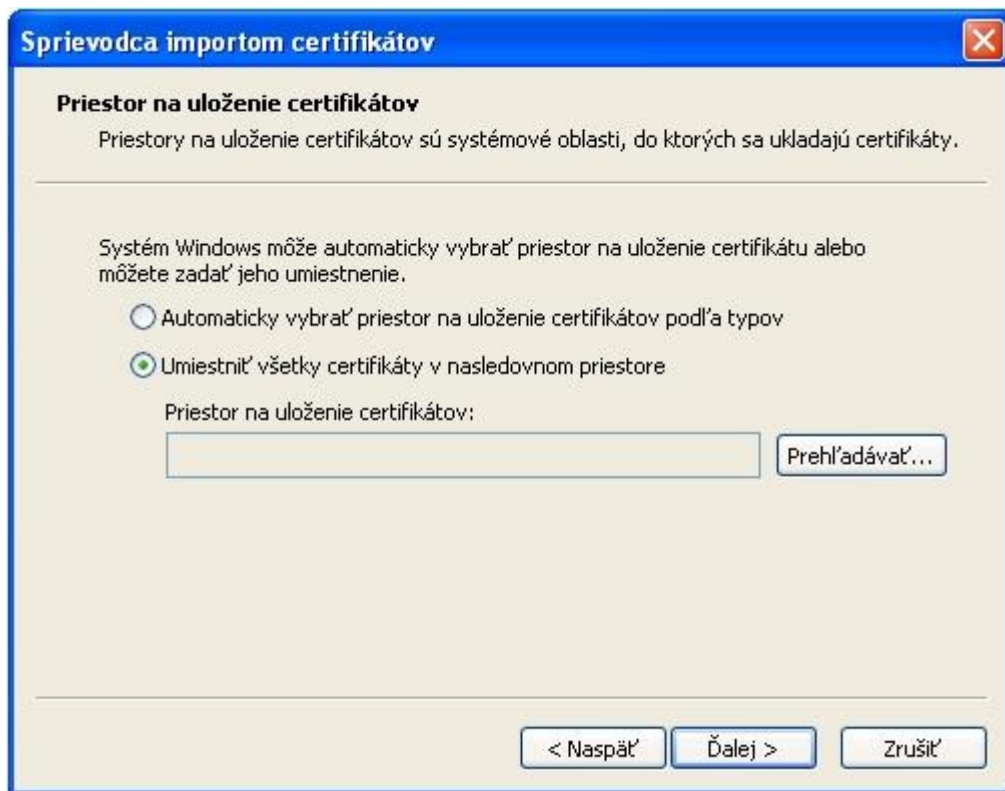 Sprievodca importom certifikátov
Priestor na uloženie certifikátov
Priestory na uloženie certifikátov sú systémové oblasti, do ktorých sa ukladajú certifikáty.
Systém Windows môže automaticky vybrať priestor na uloženie certifikátu alebo
môžete zadať jeho umiestnenie.
Automaticky vybrať priestor na uloženie certifikátov podľa typov
Umiestniť všetky certifikáty v nasledovnom priestore
Priestor na uloženie certifikátov:
Prehľadávať...
< Naspäť
Ďalej >
Zrušiť